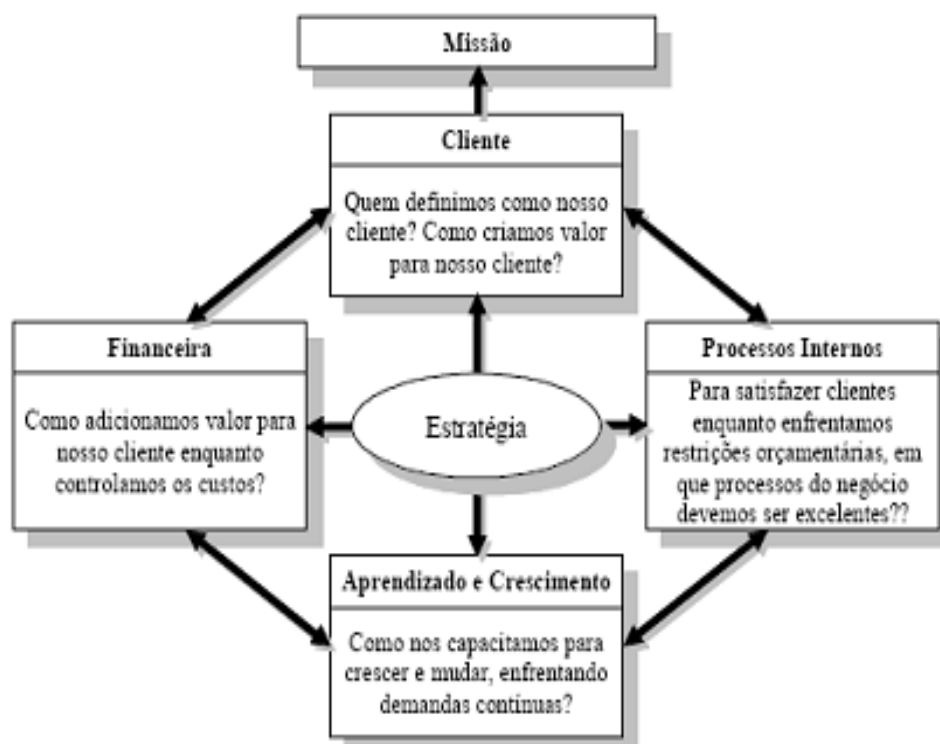 Missão
Cliente
Quem definimos como nosso
cliente? Como criamos valor
para nosso cliente?
Financeira
Como adicionamos valor para
nosso cliente enquanto
controlamos os custos?
Estratégia
Processos Internos
Para satisfazer clientes
enquanto enfrentamos
restrições orçamentárias, em
que processos do negócio
devemos ser excelentes??
Aprendizado e Crescimento
Como nos capacitamos para
crescer e mudar, enfrentando
demandas contínuas?